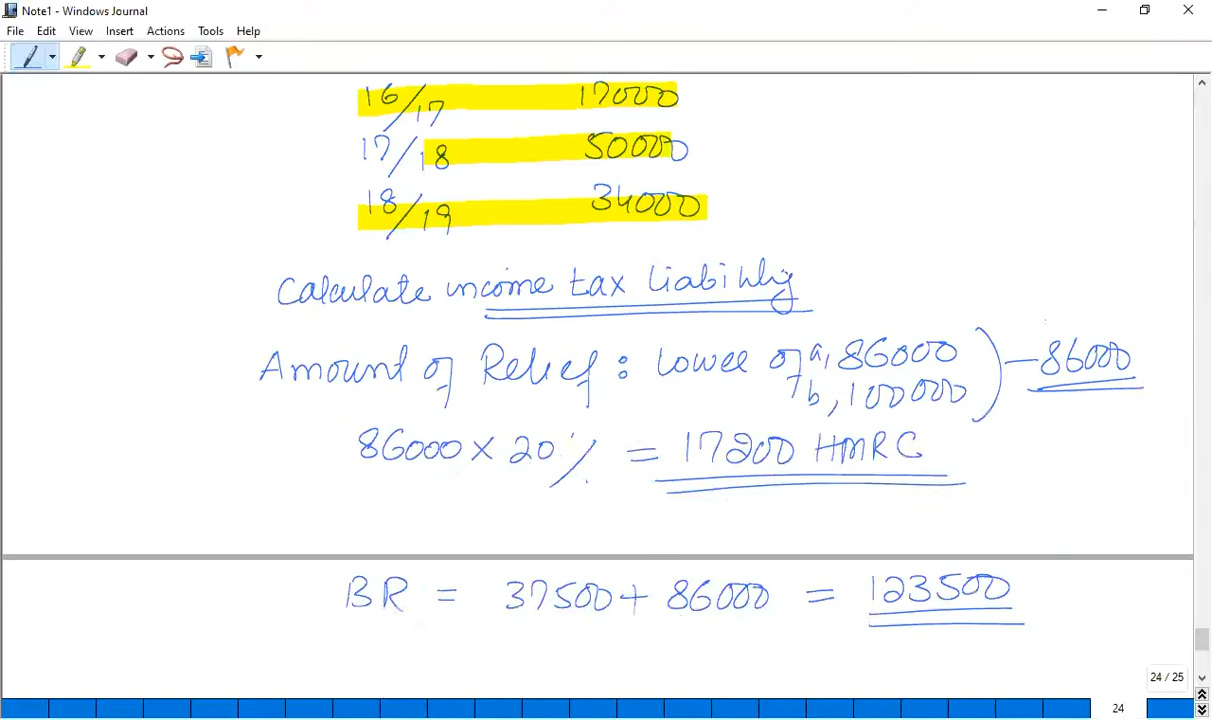 Note1 - Windows Journal
File Edit View Insert Actions Tools Help
16/17 17000
17/18 50000
18/19 34000
Calculate income tax liability
Amount of Relief : Lower of a, 86000 ) - 86000
b, 100000
86000 x 20% = 17200 HMRC
BR = 37500 + 86000 = 123500
24 / 25
24